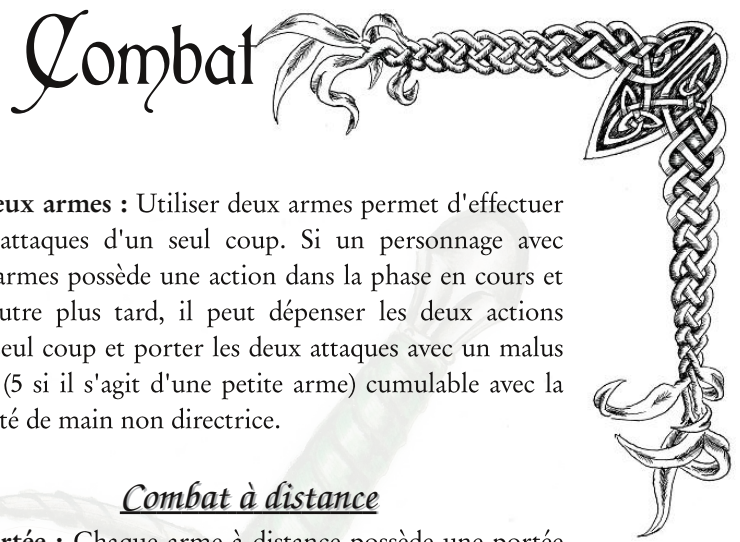 Combat
eux armes : Utiliser deux armes permet d'effectuer
attaques d'un seul coup. Si un personnage avec
armes possède une action dans la phase en cours et
utre plus tard, il peut dépenser les deux actions
eul coup et porter les deux attaques avec un malus
(5 si il s'agit d'une petite arme) cumulable avec la
té de main non directrice.
Combat à distance
rtée : Chaque arme à distance possède une portée